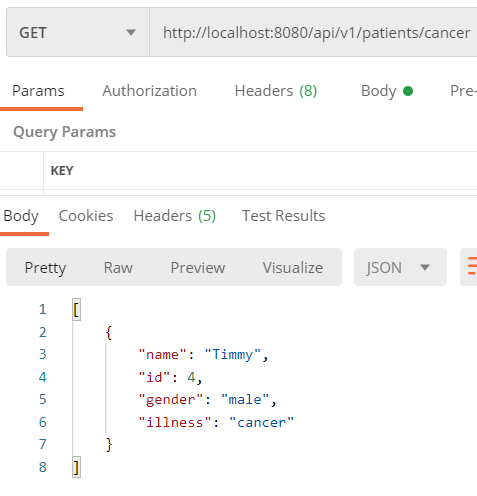 GET http://localhost:8080/api/v1/patients/cancer
Params Authorization Headers (8) Body Pre-
Query Params
KEY
Body Cookies Headers (5) Test Results
Pretty Raw Preview Visualize JSON
1 [
2 {
3 "name": "Timmy",
4 "id": 4,
5 "gender": "male",
6 "illness": "cancer"
7 }
8 ]